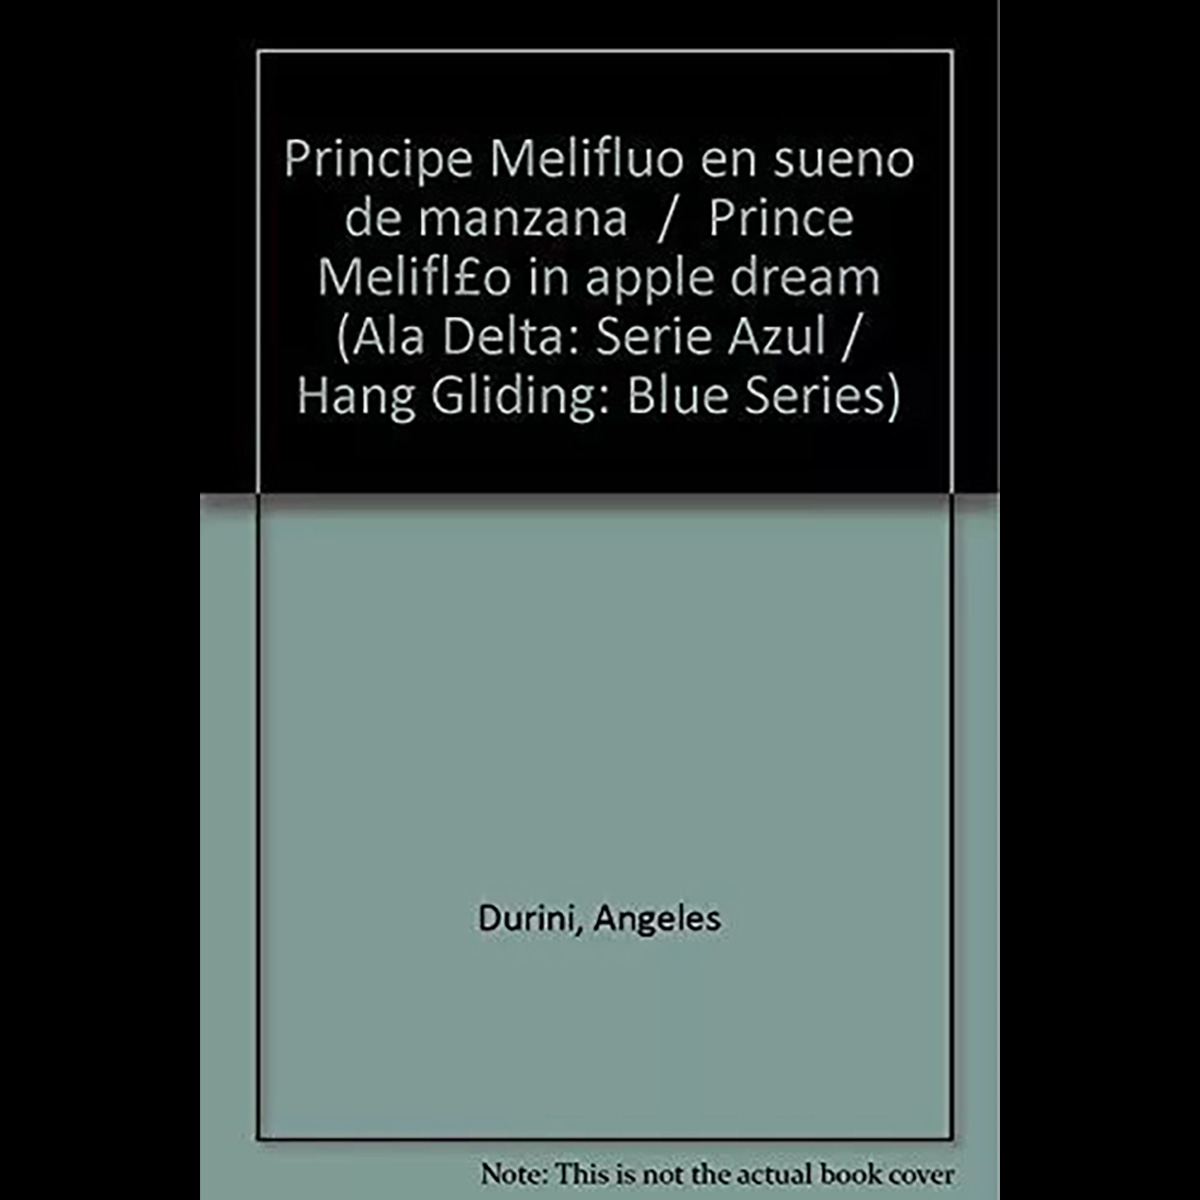 Principe Melifluo en sueno
de manzana / Prince
Melifl£o in apple dream
(Ala Delta: Serie Azul /
Hang Gliding: Blue Series)
Durini, Angeles
Note: This is not the actual book cover